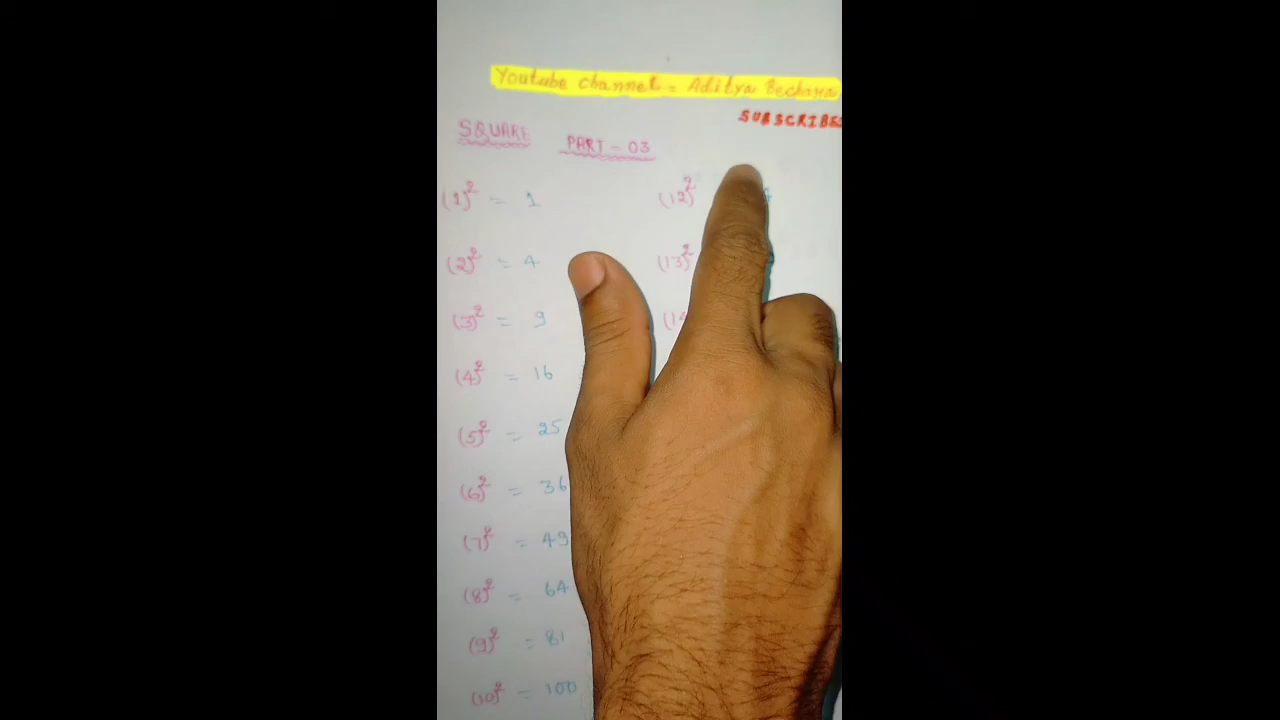 Youtube channel = Aditya Bechara
SUBSCRIBE
SQUARE PART - 03
(1)² = 1
(2)² = 4
(3)² = 9
(4)² = 16
(5)² = 25
(6)² = 36
(7)² = 49
(8)² = 64
(9)² = 81
(10)² = 100
(12)²
(13)²